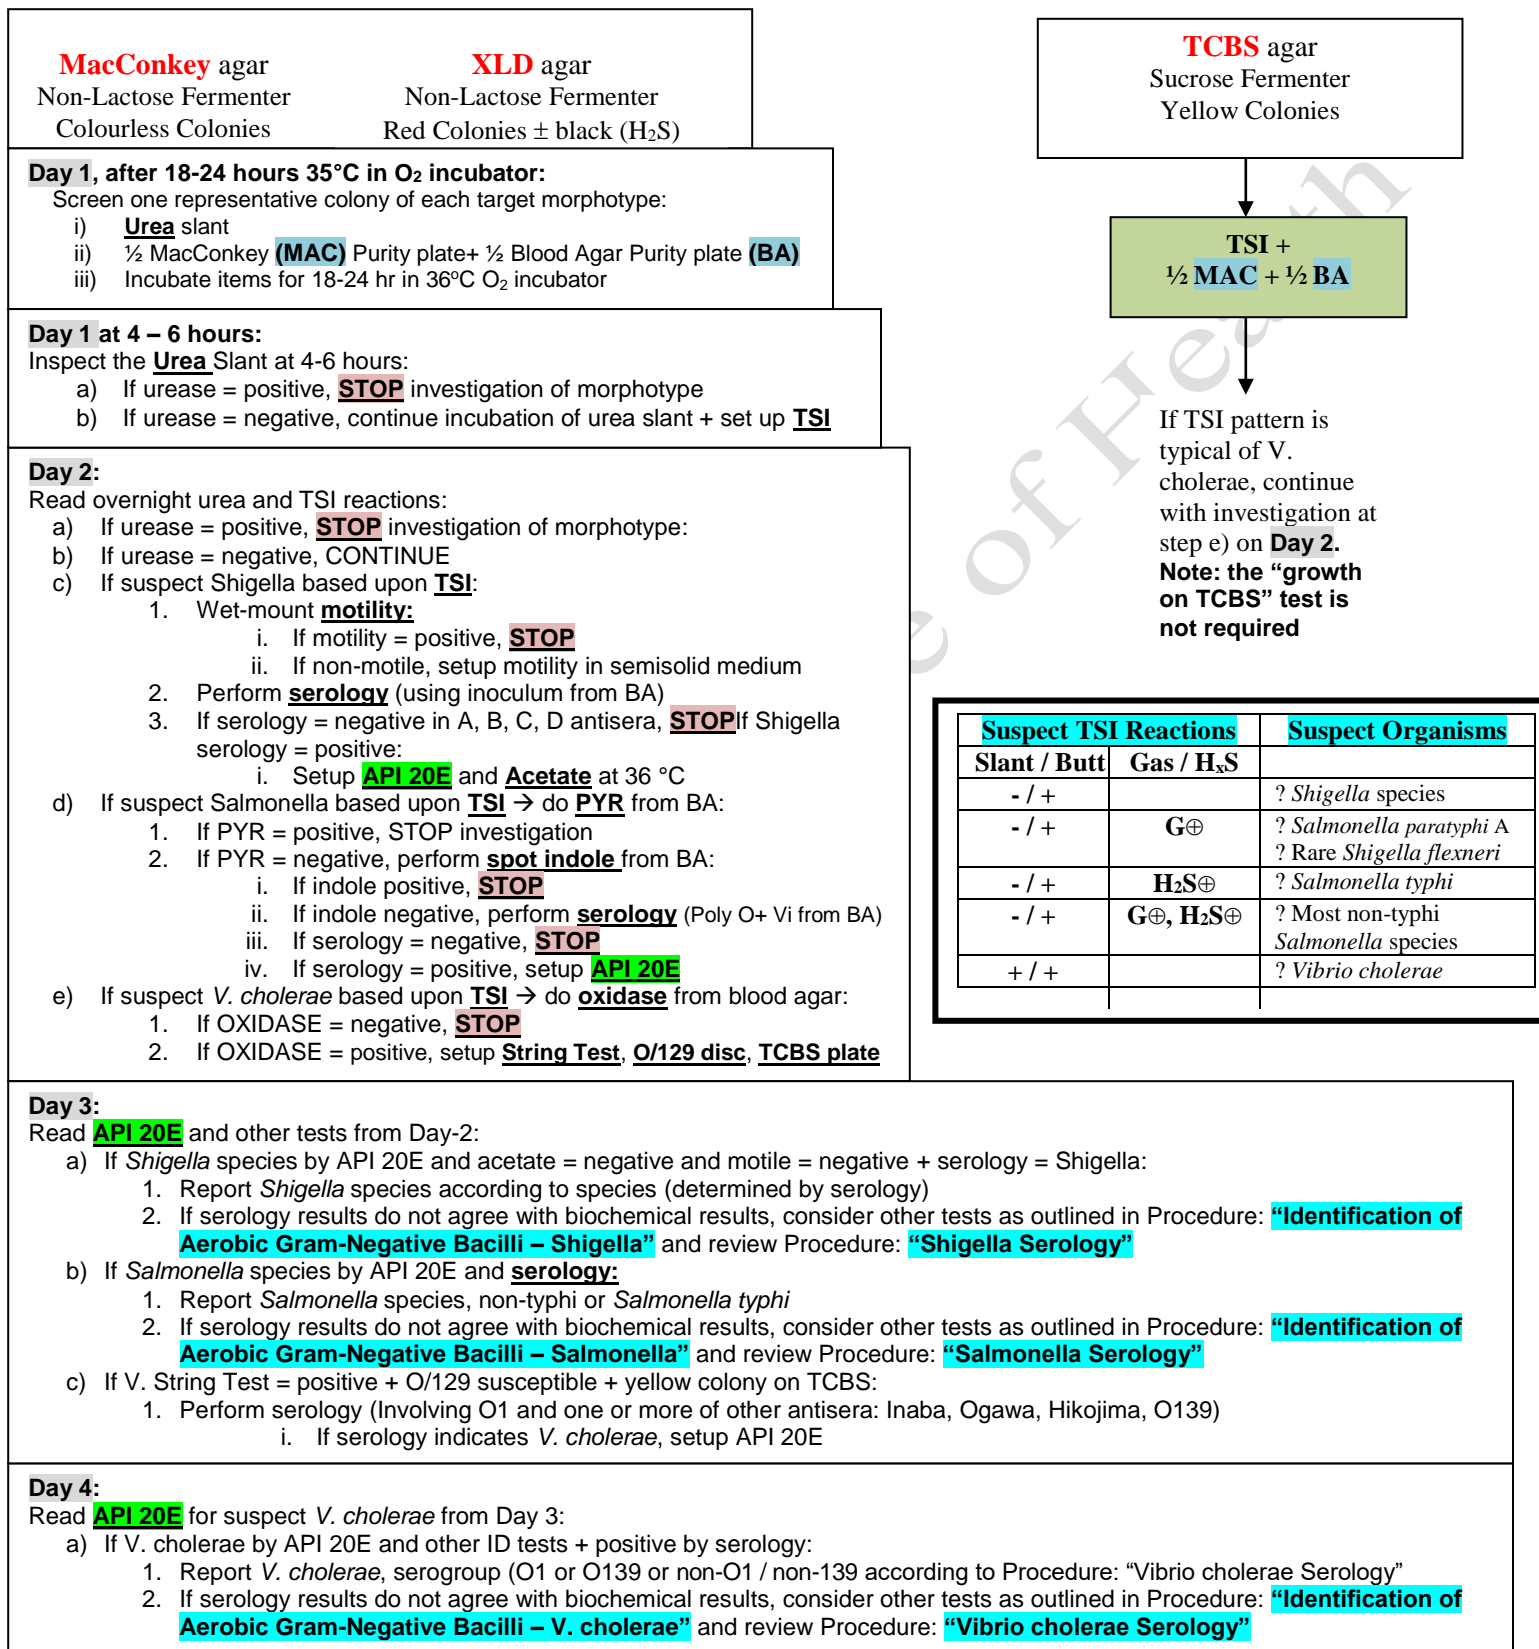 MacConkey agar
Non-Lactose Fermenter
Colourless Colonies
XLD agar
Non-Lactose Fermenter
Red Colonies ± black (H₂S)
TCBS agar
Sucrose Fermenter
Yellow Colonies
TSI +
½ MAC + ½ BA
If TSI pattern is
typical of V.
cholerae, continue
with investigation at
step e) on Day 2.
Note: the “growth
on TCBS” test is
not required
Day 1, after 18-24 hours 35°C in O₂ incubator:
Screen one representative colony of each target morphotype:
i) Urea slant
ii) ½ MacConkey (MAC) Purity plate+ ½ Blood Agar Purity plate (BA)
iii) Incubate items for 18-24 hr in 36ºC O₂ incubator
Day 1 at 4 – 6 hours:
Inspect the Urea Slant at 4-6 hours:
a) If urease = positive, STOP investigation of morphotype
b) If urease = negative, continue incubation of urea slant + set up TSI
Day 2:
Read overnight urea and TSI reactions:
a) If urease = positive, STOP investigation of morphotype:
b) If urease = negative, CONTINUE
c) If suspect Shigella based upon TSI:
1. Wet-mount motility:
i. If motility = positive, STOP
ii. If non-motile, setup motility in semisolid medium
2. Perform serology (using inoculum from BA)
3. If serology = negative in A, B, C, D antisera, STOPIf Shigella
serology = positive:
i. Setup API 20E and Acetate at 36 °C
d) If suspect Salmonella based upon TSI → do PYR from BA:
1. If PYR = positive, STOP investigation
2. If PYR = negative, perform spot indole from BA:
i. If indole positive, STOP
ii. If indole negative, perform serology (Poly O+ Vi from BA)
iii. If serology = negative, STOP
iv. If serology = positive, setup API 20E
e) If suspect V. cholerae based upon TSI → do oxidase from blood agar:
1. If OXIDASE = negative, STOP
2. If OXIDASE = positive, setup String Test, O/129 disc, TCBS plate
Suspect TSI Reactions Suspect Organisms
Slant / Butt Gas / HₓS
- / + ? Shigella species
- / + G⊕ ? Salmonella paratyphi A
? Rare Shigella flexneri
- / + H₂S⊕ ? Salmonella typhi
- / + G⊕, H₂S⊕ ? Most non-typhi
Salmonella species
+ / + ? Vibrio cholerae
Day 3:
Read API 20E and other tests from Day-2:
a) If Shigella species by API 20E and acetate = negative and motile = negative + serology = Shigella:
1. Report Shigella species according to species (determined by serology)
2. If serology results do not agree with biochemical results, consider other tests as outlined in Procedure: “Identification of
Aerobic Gram-Negative Bacilli – Shigella” and review Procedure: “Shigella Serology”
b) If Salmonella species by API 20E and serology:
1. Report Salmonella species, non-typhi or Salmonella typhi
2. If serology results do not agree with biochemical results, consider other tests as outlined in Procedure: “Identification of
Aerobic Gram-Negative Bacilli – Salmonella” and review Procedure: “Salmonella Serology”
c) If V. String Test = positive + O/129 susceptible + yellow colony on TCBS:
1. Perform serology (Involving O1 and one or more of other antisera: Inaba, Ogawa, Hikojima, O139)
i. If serology indicates V. cholerae, setup API 20E
Day 4:
Read API 20E for suspect V. cholerae from Day 3:
a) If V. cholerae by API 20E and other ID tests + positive by serology:
1. Report V. cholerae, serogroup (O1 or O139 or non-O1 / non-139 according to Procedure: “Vibrio cholerae Serology”
2. If serology results do not agree with biochemical results, consider other tests as outlined in Procedure: “Identification of
Aerobic Gram-Negative Bacilli – V. cholerae” and review Procedure: “Vibrio cholerae Serology”
of Health